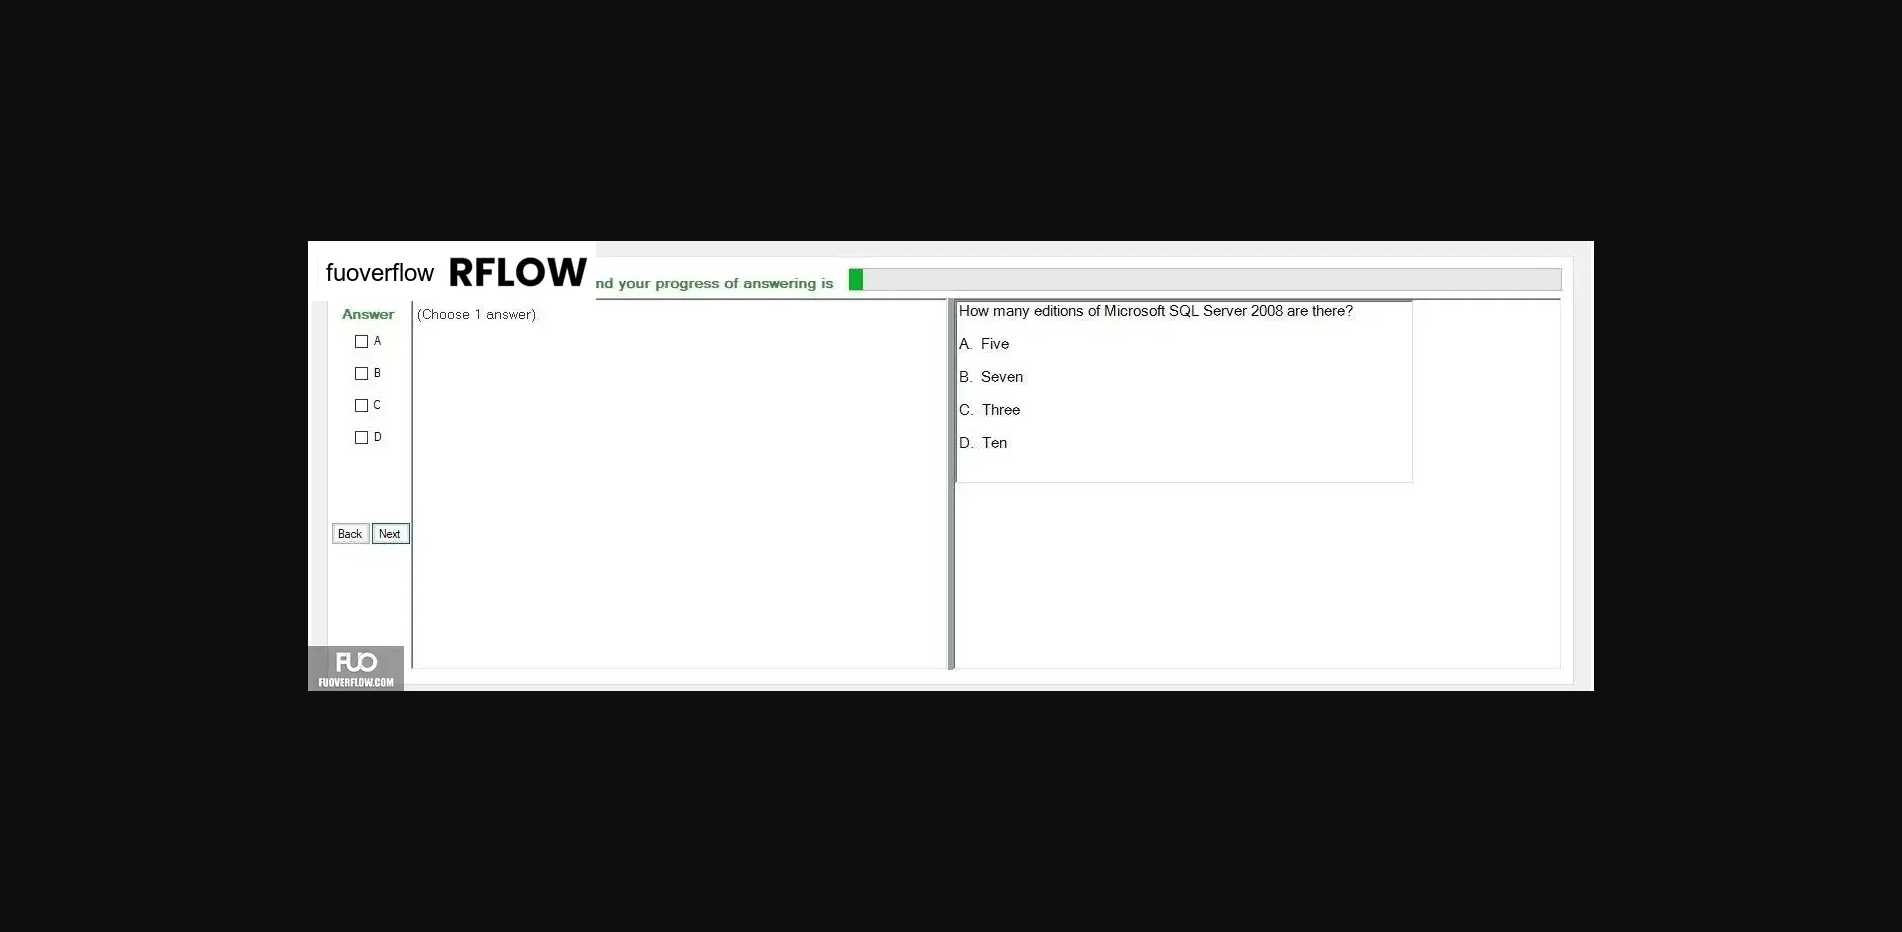 fuoverflow RFLOW
nd your progress of answering is
Answer
(Choose 1 answer)
A
B
C
D
Back Next
How many editions of Microsoft SQL Server 2008 are there?
A. Five
B. Seven
C. Three
D. Ten
FUO
FUOVERFLOW.COM